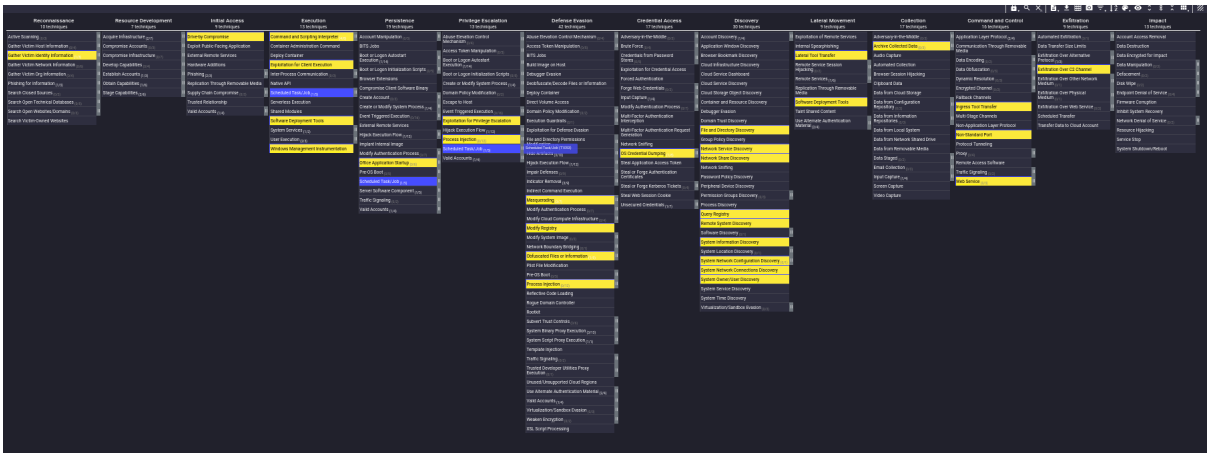 Reconnaissance
10 techniques
Active Scanning
Gather Victim Host Information
Gather Victim Identity Information
Gather Victim Network Information
Gather Victim Org Information
Phishing for Information
Search Closed Sources
Search Open Technical Databases
Search Open Websites/Domains
Search Victim-Owned Websites
Resource Development
7 techniques
Acquire Infrastructure
Compromise Accounts
Compromise Infrastructure
Develop Capabilities
Establish Accounts
Obtain Capabilities
Stage Capabilities
Initial Access
9 techniques
Drive-by Compromise
Exploit Public-Facing Application
External Remote Services
Hardware Additions
Phishing
Replication Through Removable Media
Supply Chain Compromise
Trusted Relationship
Valid Accounts
Execution
13 techniques
Command and Scripting Interpreter
Container Administration Command
Deploy Container
Exploitation for Client Execution
Inter-Process Communication
Native API
Scheduled Task/Job
Serverless Execution
Shared Modules
Software Deployment Tools
System Services
User Execution
Windows Management Instrumentation
Persistence
19 techniques
Account Manipulation
BITS Jobs
Boot or Logon Autostart
Execution
Boot or Logon Initialization Scripts
Browser Extensions
Compromise Client Software Binary
Create Account
Create or Modify System Process
Event Triggered Execution
External Remote Services
Hijack Execution Flow
Implant Internal Image
Modify Authentication Process
Office Application Startup
Pre-OS Boot
Scheduled Task/Job
Server Software Component
Traffic Signaling
Valid Accounts
Privilege Escalation
13 techniques
Abuse Elevation Control
Mechanism
Access Token Manipulation
Boot or Logon Autostart
Execution
Boot or Logon Initialization Scripts
Create or Modify System Process
Domain Policy Modification
Escape to Host
Event Triggered Execution
Exploitation for Privilege Escalation
Hijack Execution Flow
Process Injection
Scheduled Task/Job
Valid Accounts
Defense Evasion
42 techniques
Abuse Elevation Control Mechanism
Access Token Manipulation
BITS Jobs
Build Image on Host
Debugger Evasion
Deobfuscate/Decode Files or Information
Deploy Container
Direct Volume Access
Domain Policy Modification
Execution Guardrails
Exploitation for Defense Evasion
File and Directory Permissions
Hijack Execution Flow
Impair Defenses
Indicator Removal
Indirect Command Execution
Masquerading
Modify Authentication Process
Modify Cloud Compute Infrastructure
Modify Registry
Modify System Image
Network Boundary Bridging
Obfuscated Files or Information
Plist File Modification
Pre-OS Boot
Process Injection
Reflective Code Loading
Rogue Domain Controller
Rootkit
Subvert Trust Controls
System Binary Proxy Execution
System Script Proxy Execution
Template Injection
Traffic Signaling
Trusted Developer Utilities Proxy
Execution
Unused/Unsupported Cloud Regions
Use Alternate Authentication Material
Valid Accounts
Virtualization/Sandbox Evasion
Weaken Encryption
XSL Script Processing
Credential Access
17 techniques
Adversary-in-the-Middle
Brute Force
Credentials from Password
Stores
Exploitation for Credential Access
Forced Authentication
Forge Web Credentials
Input Capture
Modify Authentication Process
Multi-Factor Authentication
Interception
Multi-Factor Authentication Request
Generation
Network Sniffing
OS Credential Dumping
Steal Application Access Token
Steal or Forge Authentication
Certificates
Steal or Forge Kerberos Tickets
Steal Web Session Cookie
Unsecured Credentials
Discovery
30 techniques
Account Discovery
Application Window Discovery
Browser Bookmark Discovery
Cloud Infrastructure Discovery
Cloud Service Dashboard
Cloud Service Discovery
Cloud Storage Object Discovery
Container and Resource Discovery
Debugger Evasion
Domain Trust Discovery
File and Directory Discovery
Group Policy Discovery
Network Service Discovery
Network Share Discovery
Network Sniffing
Password Policy Discovery
Peripheral Device Discovery
Permission Groups Discovery
Process Discovery
Query Registry
Remote System Discovery
Software Discovery
System Information Discovery
System Location Discovery
System Network Configuration Discovery
System Network Connections Discovery
System Owner/User Discovery
System Service Discovery
System Time Discovery
Virtualization/Sandbox Evasion
Lateral Movement
9 techniques
Exploitation of Remote Services
Internal Spearphishing
Lateral Tool Transfer
Remote Service Session
Hijacking
Remote Services
Replication Through Removable
Media
Software Deployment Tools
Taint Shared Content
Use Alternate Authentication
Material
Collection
17 techniques
Adversary-in-the-Middle
Archive Collected Data
Audio Capture
Automated Collection
Browser Session Hijacking
Clipboard Data
Data from Cloud Storage
Data from Configuration
Repository
Data from Information
Repositories
Data from Local System
Data from Network Shared Drive
Data from Removable Media
Data Staged
Email Collection
Input Capture
Screen Capture
Video Capture
Command and Control
16 techniques
Application Layer Protocol
Communication Through Removable
Media
Data Encoding
Data Obfuscation
Dynamic Resolution
Encrypted Channel
Fallback Channels
Ingress Tool Transfer
Multi-Stage Channels
Non-Application Layer Protocol
Non-Standard Port
Protocol Tunneling
Proxy
Remote Access Software
Traffic Signaling
Web Service
Exfiltration
9 techniques
Automated Exfiltration
Data Transfer Size Limits
Exfiltration Over Alternative
Protocol
Exfiltration Over C2 Channel
Exfiltration Over Other Network
Medium
Exfiltration Over Physical
Medium
Exfiltration Over Web Service
Scheduled Transfer
Transfer Data to Cloud Account
Impact
13 techniques
Account Access Removal
Data Destruction
Data Encrypted for Impact
Data Manipulation
Defacement
Disk Wipe
Endpoint Denial of Service
Firmware Corruption
Inhibit System Recovery
Network Denial of Service
Resource Hijacking
Service Stop
System Shutdown/Reboot